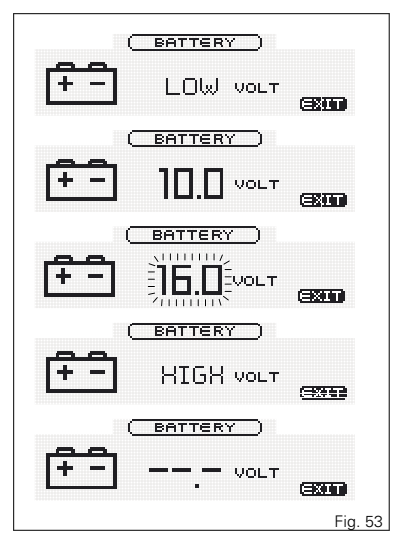 BATTERY
+ - LOW VOLT
EXIT
BATTERY
+ - 10.0 VOLT
EXIT
BATTERY
+ - 16.0 VOLT
EXIT
BATTERY
+ - HIGH VOLT
EXIT
BATTERY
+ - --.- VOLT
EXIT
Fig. 53